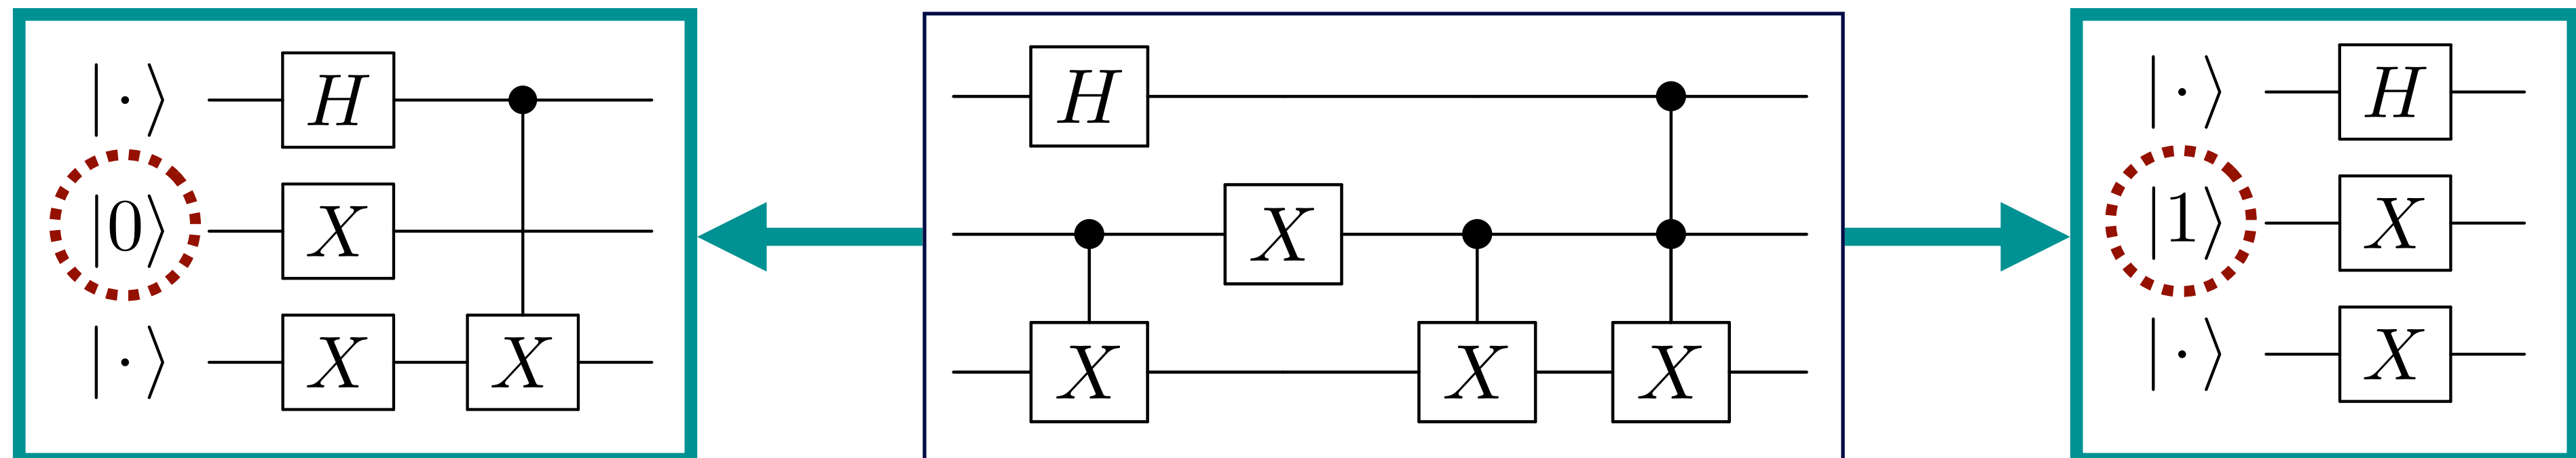 |·⟩ H
|0⟩ X
|·⟩ X X
H
X
X X X
|·⟩ H
|1⟩ X
|·⟩ X